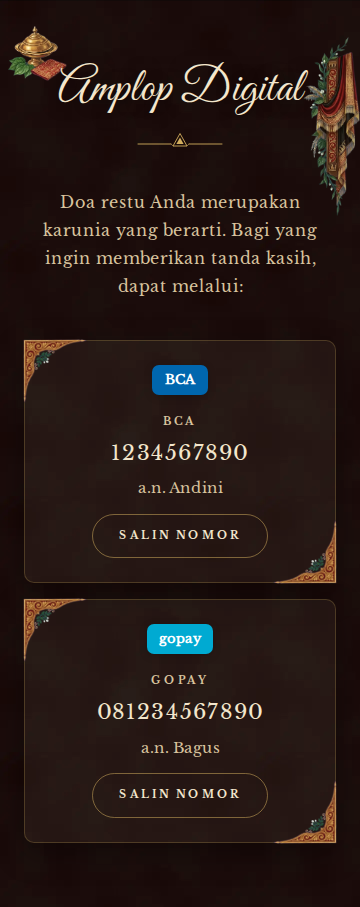 Amplop Digital
Doa restu Anda merupakan
karunia yang berarti. Bagi yang
ingin memberikan tanda kasih,
dapat melalui:
BCA
BCA
1234567890
a.n. Andini
SALIN NOMOR
gopay
GOPAY
081234567890
a.n. Bagus
SALIN NOMOR